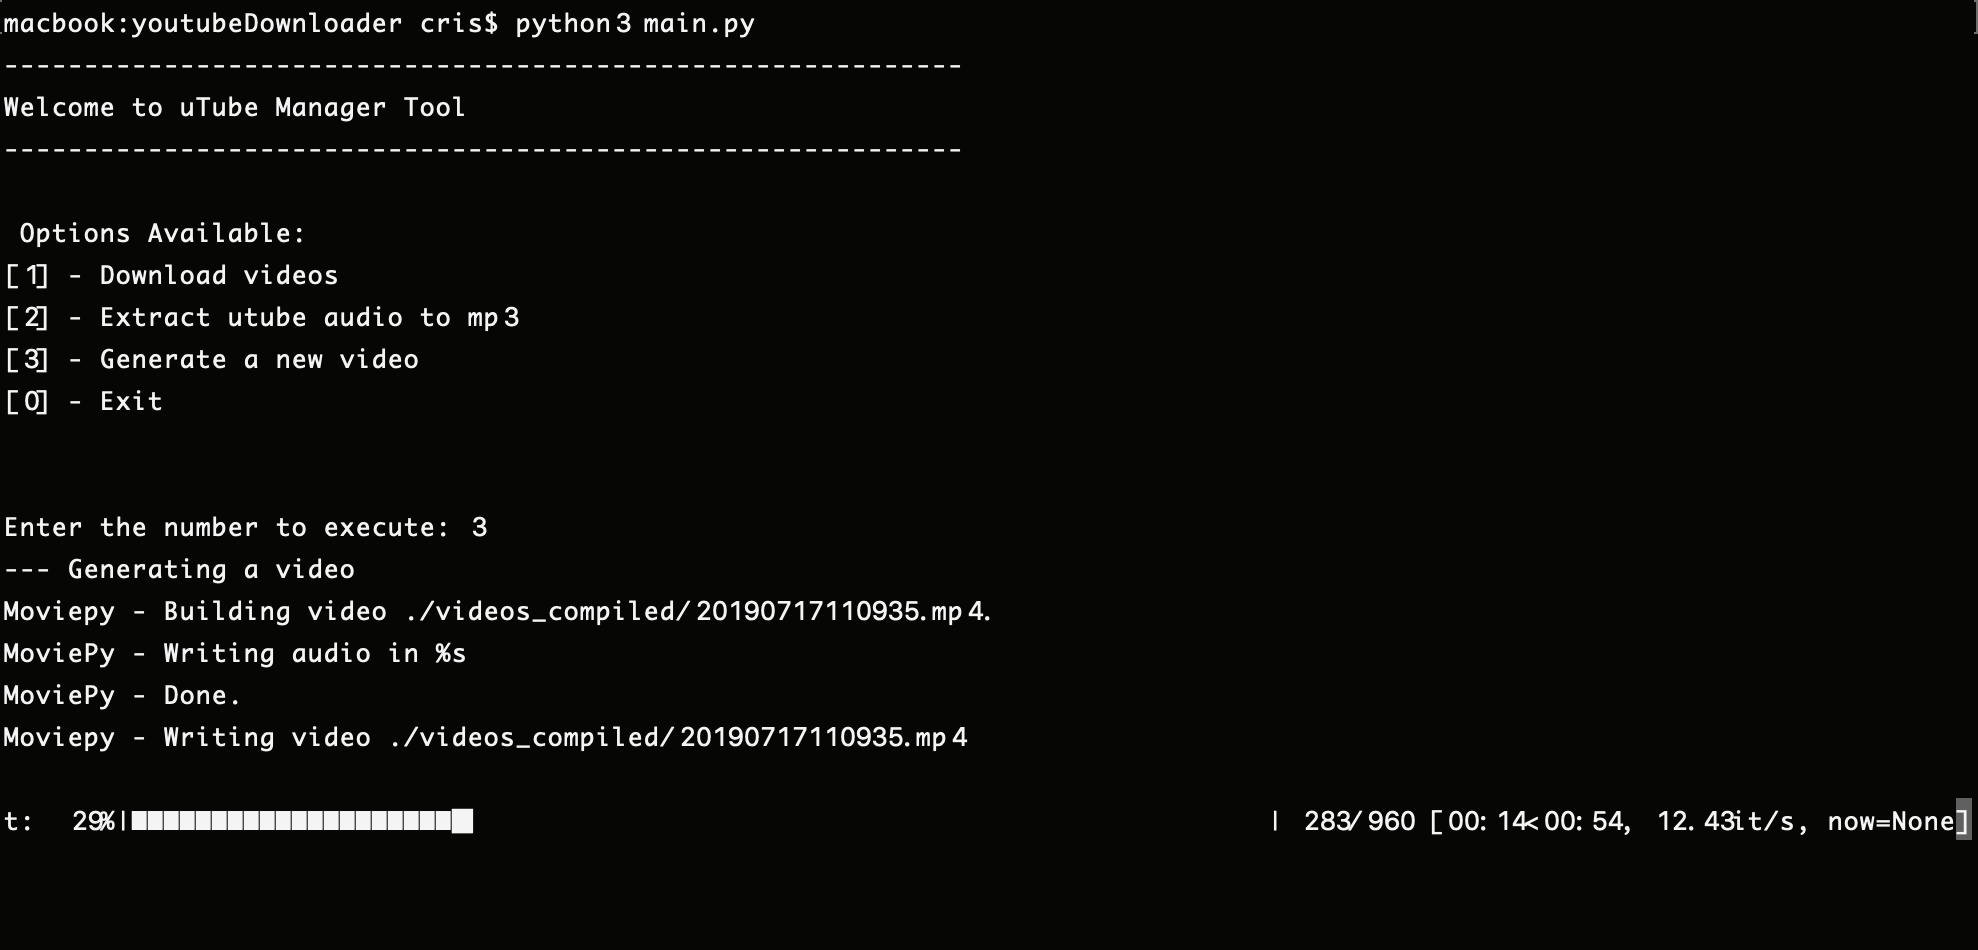 macbook:youtubeDownloader cris$ python3 main.py
------------------------------------------------------------
Welcome to uTube Manager Tool
------------------------------------------------------------
Options Available:
[1] - Download videos
[2] - Extract utube audio to mp3
[3] - Generate a new video
[0] - Exit
Enter the number to execute: 3
--- Generating a video
Moviepy - Building video ./videos_compiled/20190717110935.mp4.
MoviePy - Writing audio in %s
MoviePy - Done.
Moviepy - Writing video ./videos_compiled/20190717110935.mp4
t:  29%|█████████████████████| 283/960 [00:14<00:54, 12.43it/s, now=None]